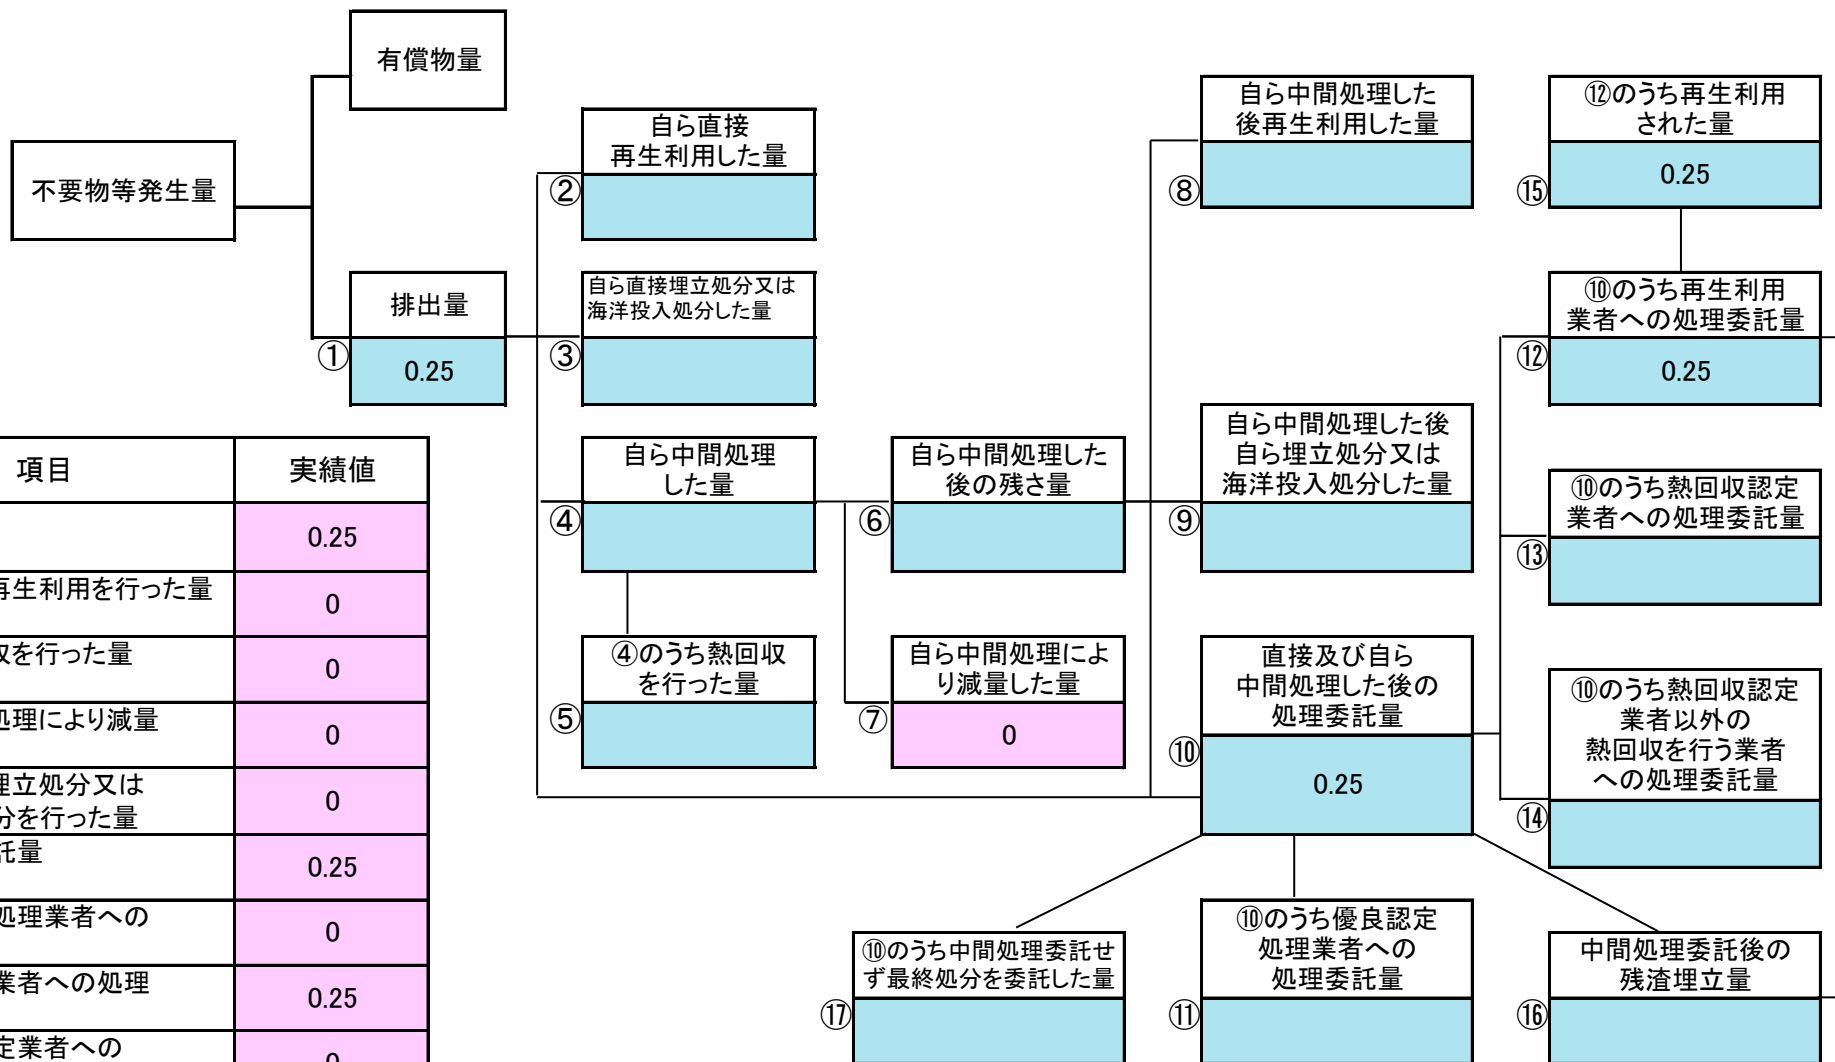 有償物量
不要物等発生量
排出量
①
0.25
自ら直接
再生利用した量
②
自ら直接埋立処分又は
海洋投入処分した量
③
自ら中間処理
した量
④
④のうち熱回収
を行った量
⑤
自ら中間処理した
後の残さ量
⑥
自ら中間処理によ
り減量した量
⑦
0
自ら中間処理した
後再生利用した量
⑧
自ら中間処理した後
自ら埋立処分又は
海洋投入処分した量
⑨
直接及び自ら
中間処理した後の
処理委託量
⑩
0.25
⑫のうち再生利用
された量
⑮
0.25
⑩のうち再生利用
業者への処理委託量
⑫
0.25
⑩のうち熱回収認定
業者への処理委託量
⑬
⑩のうち熱回収認定
業者以外の
熱回収を行う業者
への処理委託量
⑭
⑩のうち中間処理委託せ
ず最終処分を委託した量
⑰
⑩のうち優良認定
処理業者への
処理委託量
⑪
中間処理委託後の
残渣埋立量
⑯
項目
実績値
0.25
再生利用を行った量
0
を行った量
0
処理により減量
0
埋立処分又は
分を行った量
0
託量
0.25
処理業者への
0
業者への処理
0.25
定業者への